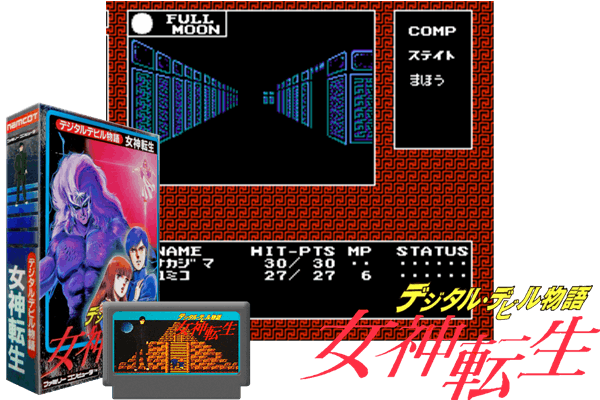 FULL
MOON
COMP
ステイト
まほう
NAME HIT-PTS MP STATUS
ナカジマ 30/ 30 ‥ ‥‥‥
ユミコ 27/ 27 6 ‥‥‥
namcot
デジタルデビル物語
女神転生
デジタルデビル物語
女神転生
ファミリーコンピュータ
デジタル・デビル物語
女神転生
デジタル・デビル物語
女神転生